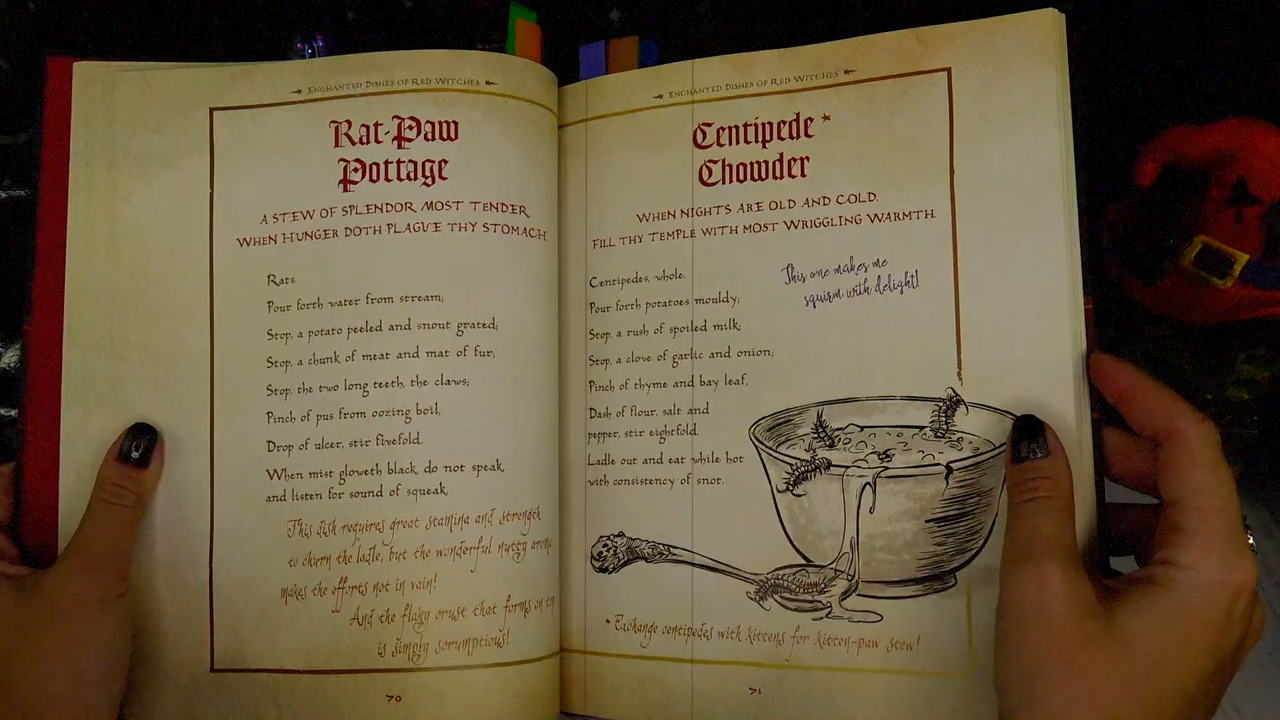 Enchanted Dishes of Red Witches
Rat-Paw
Pottage
A STEW OF SPLENDOR MOST TENDER
WHEN HUNGER DOTH PLAGUE THY STOMACH.
Rats.
Pour forth water from stream;
Stop, a potato peeled and snout grated;
Stop, a chunk of meat and mat of fur;
Stop, the two long teeth, the claws;
Pinch of pus from oozing boil,
Drop of ulcer, stir fivefold.
When mist gloweth black, do not speak,
and listen for sound of squeak.
This dish requires great stamina and strength
to churn the ladle, but the wonderful nutty aroma
makes the efforts not in vain!
And the flaky crust that forms on
is simply scrumptious!
70
Enchanted Dishes of Red Witches
Centipede *
Chowder
WHEN NIGHTS ARE OLD AND COLD,
FILL THY TEMPLE WITH MOST WRIGGLING WARMTH.
Centipedes, whole.
Pour forth potatoes mouldy;
Stop, a rush of spoiled milk;
Stop, a clove of garlic and onion;
Pinch of thyme and bay leaf,
Dash of flour, salt and
pepper, stir eightfold.
Ladle out and eat while hot
with consistency of snot.
This one makes me
squirm with delight!
* Exchange centipedes with kittens for kitten-paw stew!
71